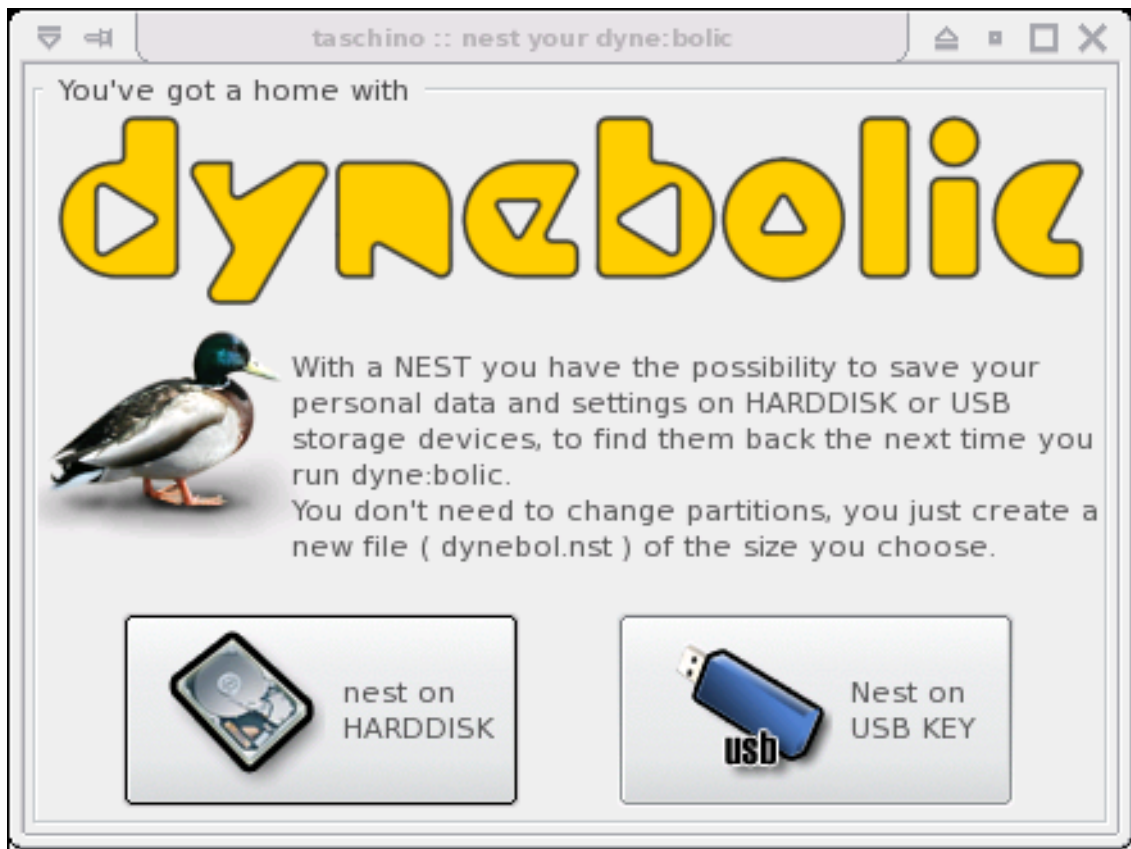 taschino :: nest your dyne:bolic
You've got a home with
dynebolic
With a NEST you have the possibility to save your
personal data and settings on HARDDISK or USB
storage devices, to find them back the next time you
run dyne:bolic.
You don't need to change partitions, you just create a
new file ( dynebol.nst ) of the size you choose.
nest on
HARDDISK
usb
Nest on
USB KEY